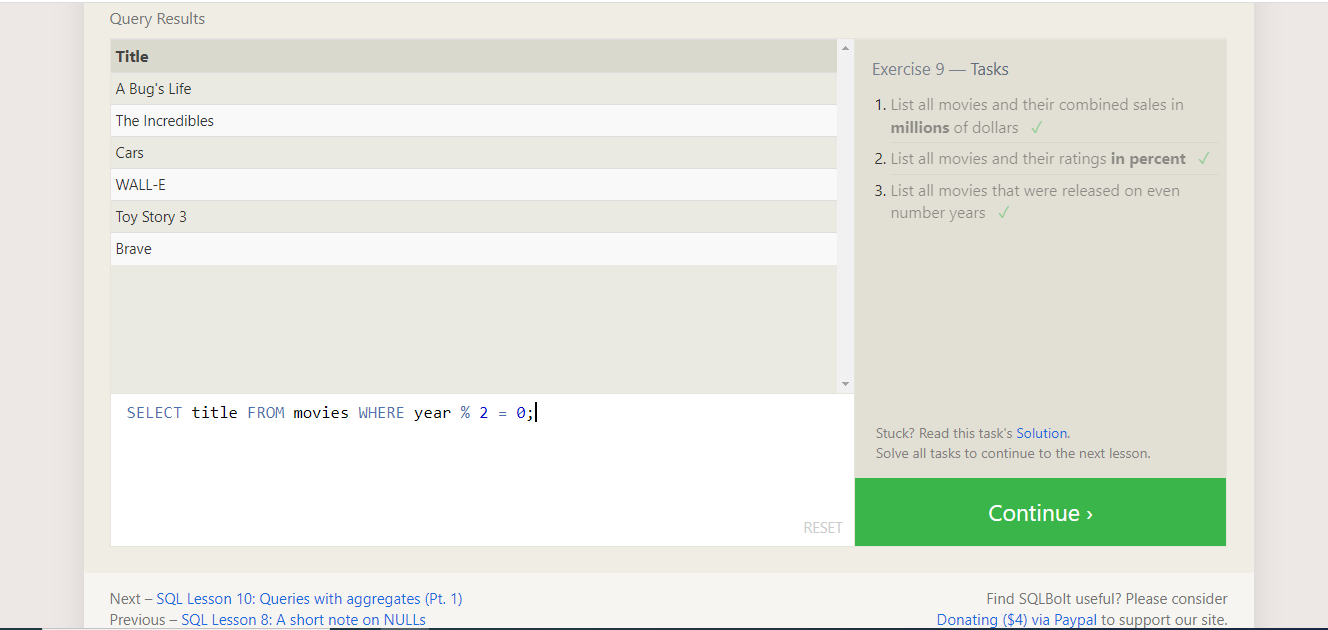 Query Results
Title
A Bug's Life
The Incredibles
Cars
WALL-E
Toy Story 3
Brave
SELECT title FROM movies WHERE year % 2 = 0;
RESET
Exercise 9 — Tasks
1. List all movies and their combined sales in
millions of dollars ✓
2. List all movies and their ratings in percent ✓
3. List all movies that were released on even
number years ✓
Stuck? Read this task's Solution.
Solve all tasks to continue to the next lesson.
Continue ›
Next – SQL Lesson 10: Queries with aggregates (Pt. 1)
Previous – SQL Lesson 8: A short note on NULLs
Find SQLBolt useful? Please consider
Donating ($4) via Paypal to support our site.